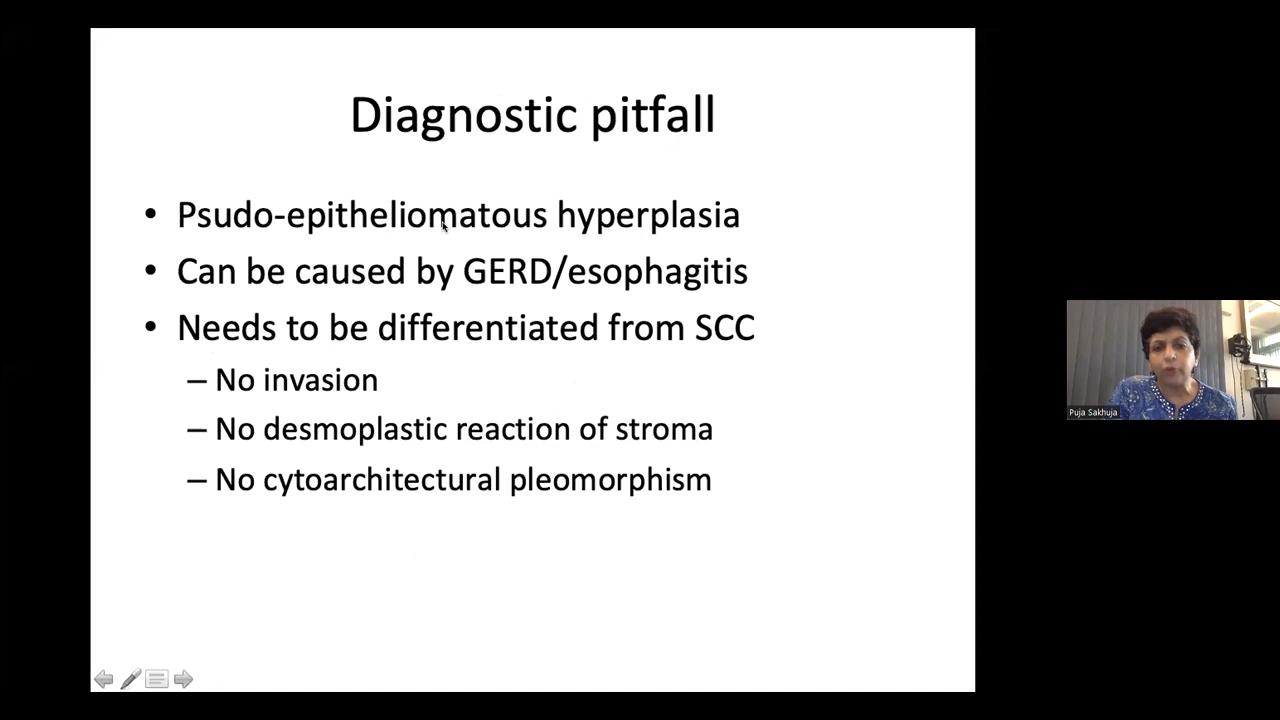 Diagnostic pitfall
• Psudo-epitheliomatous hyperplasia
• Can be caused by GERD/esophagitis
• Needs to be differentiated from SCC
– No invasion
– No desmoplastic reaction of stroma
– No cytoarchitectural pleomorphism
Puja Sakhuja